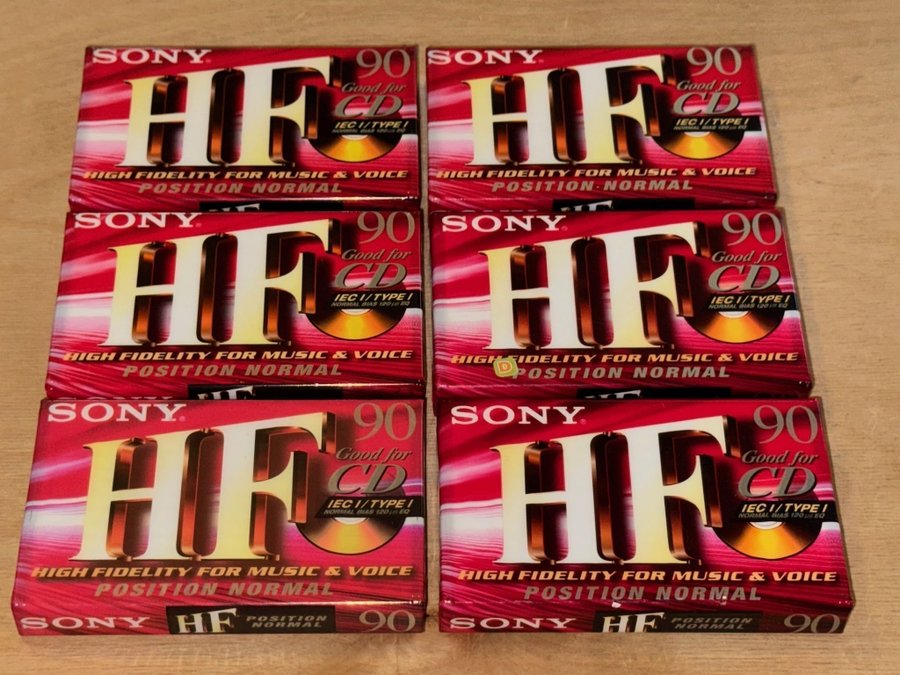 SONY
HF
90
Good for
CD
IEC I / TYPE I
NORMAL BIAS 120 μs EQ
HIGH FIDELITY FOR MUSIC & VOICE
POSITION NORMAL
HF
SONY
HF
90
Good for
CD
IEC I / TYPE I
NORMAL BIAS 120 μs EQ
HIGH FIDELITY FOR MUSIC & VOICE
POSITION NORMAL
HF
SONY
HF
90
Good for
CD
IEC I / TYPE I
NORMAL BIAS 120 μs EQ
HIGH FIDELITY FOR MUSIC & VOICE
POSITION NORMAL
HF
SONY
HF
90
Good for
CD
IEC I / TYPE I
NORMAL BIAS 120 μs EQ
HIGH FIDELITY FOR MUSIC & VOICE
D
POSITION NORMAL
HF
SONY
HF
90
Good for
CD
IEC I / TYPE I
NORMAL BIAS 120 μs EQ
HIGH FIDELITY FOR MUSIC & VOICE
POSITION NORMAL
SONY HF POSITION NORMAL 90
SONY
HF
90
Good for
CD
IEC I / TYPE I
NORMAL BIAS 120 μs EQ
HIGH FIDELITY FOR MUSIC & VOICE
POSITION NORMAL
SONY HF POSITION NORMAL 90